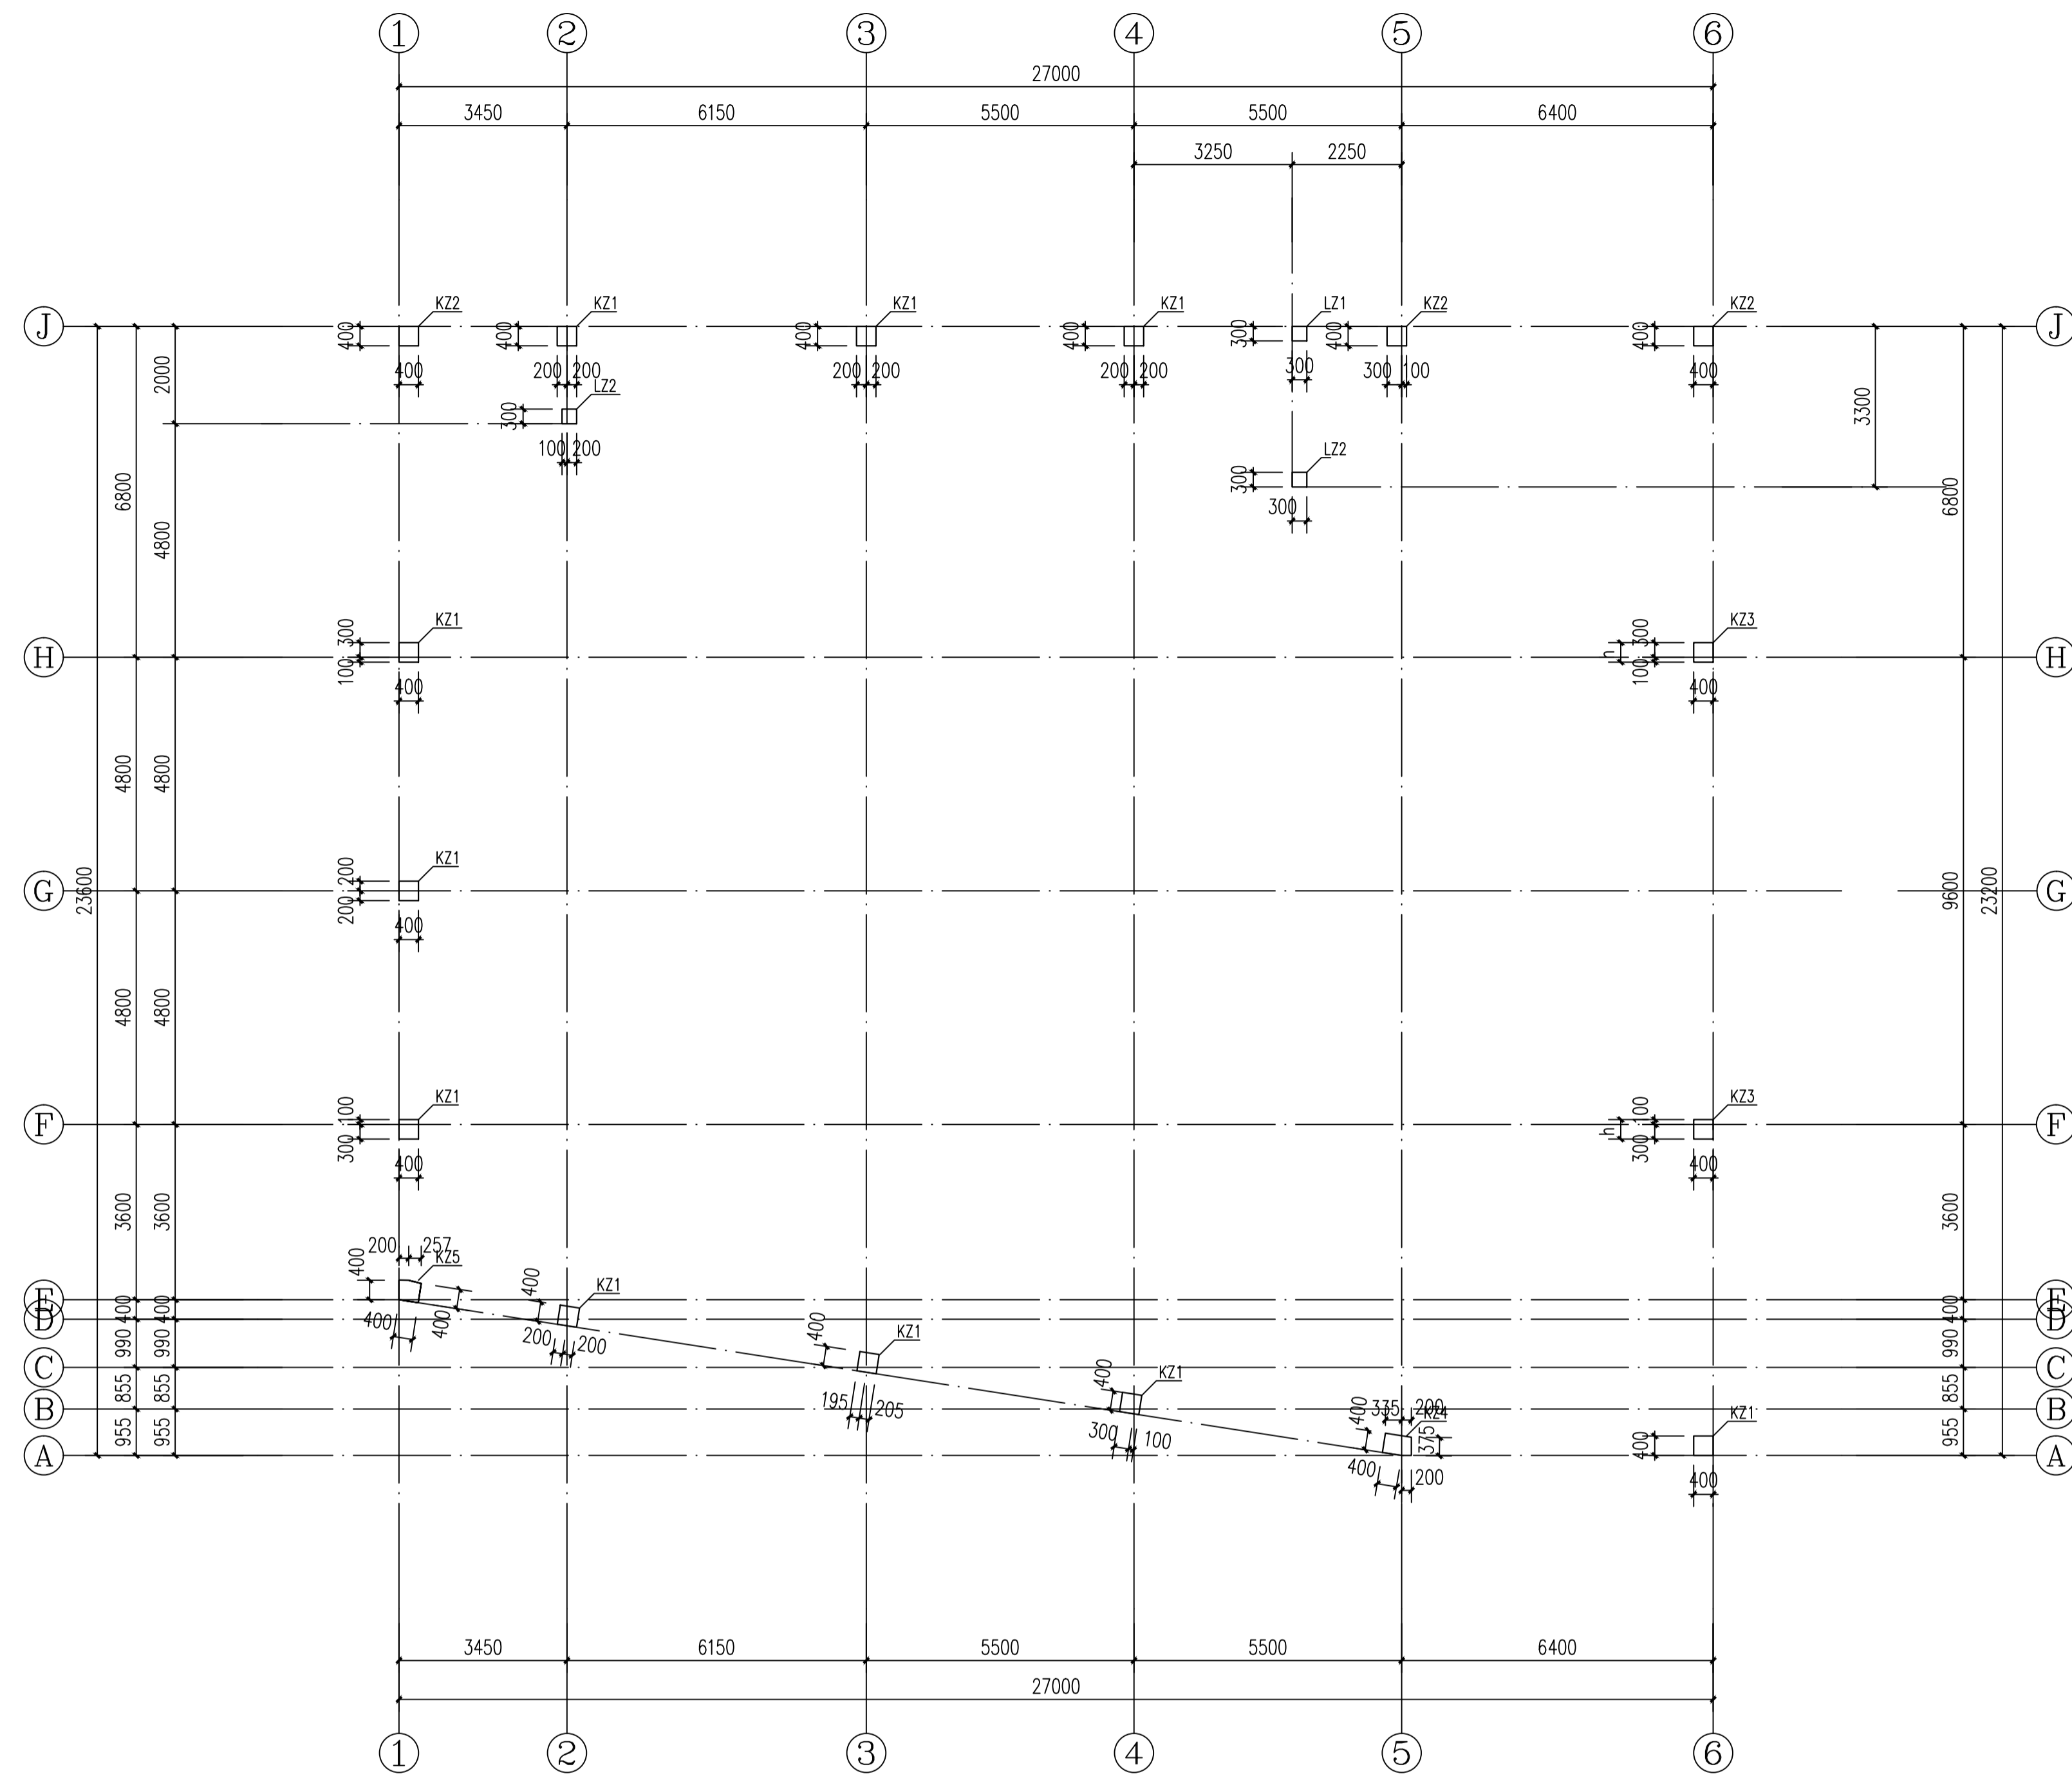 1 2 3 4 5 6
27000
3450 6150 5500 5500 6400
3250 2250
KZ2 KZ1 KZ1 KZ1 LZ1 KZ2 KZ2
J J
400 400 400 400 300 400 400
400 200 200 200 200 200 200 300 300 100 400
2000 3300
LZ2
300
100 200
LZ2
300
300
6800 4800 6800
KZ1 KZ3
H 300 100 h 300 100 H
400 400
4800 4800
KZ1
23600 G 200 200 9600 23200 G
400
4800 4800
KZ1 KZ3
F 100 300 h 100 300 F
400 400
3600 3600 3600
200 257
KZ5
400
400 400
E E
KZ1
400
200 200
400 400 400
D D
KZ1
400
195 205
990 990 990
C C
KZ1
400
300 100
855 855 855
B B
335 200
KZ4 KZ1
400 375 400
400 200 400
955 955 955
A A
3450 6150 5500 5500 6400
27000
1 2 3 4 5 6